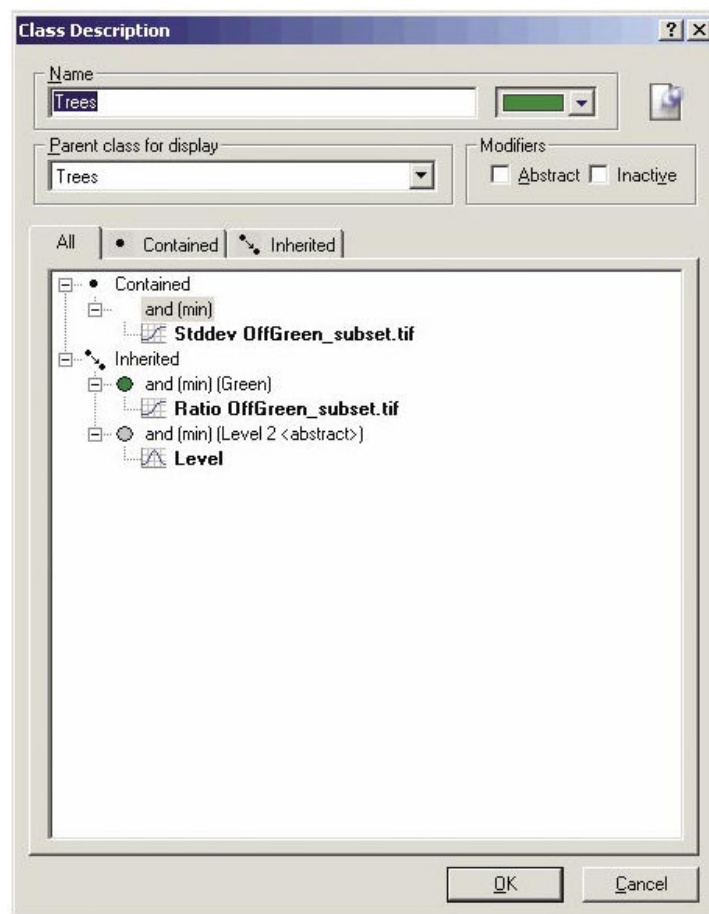 Class Description
Name
Trees
Parent class for display
Trees
Modifiers
Abstract
Inactive
All
Contained
Inherited
Contained
and (min)
Stddev OffGreen_subset.tif
Inherited
and (min) (Green)
Ratio OffGreen_subset.tif
and (min) (Level 2 <abstract>)
Level
OK
Cancel